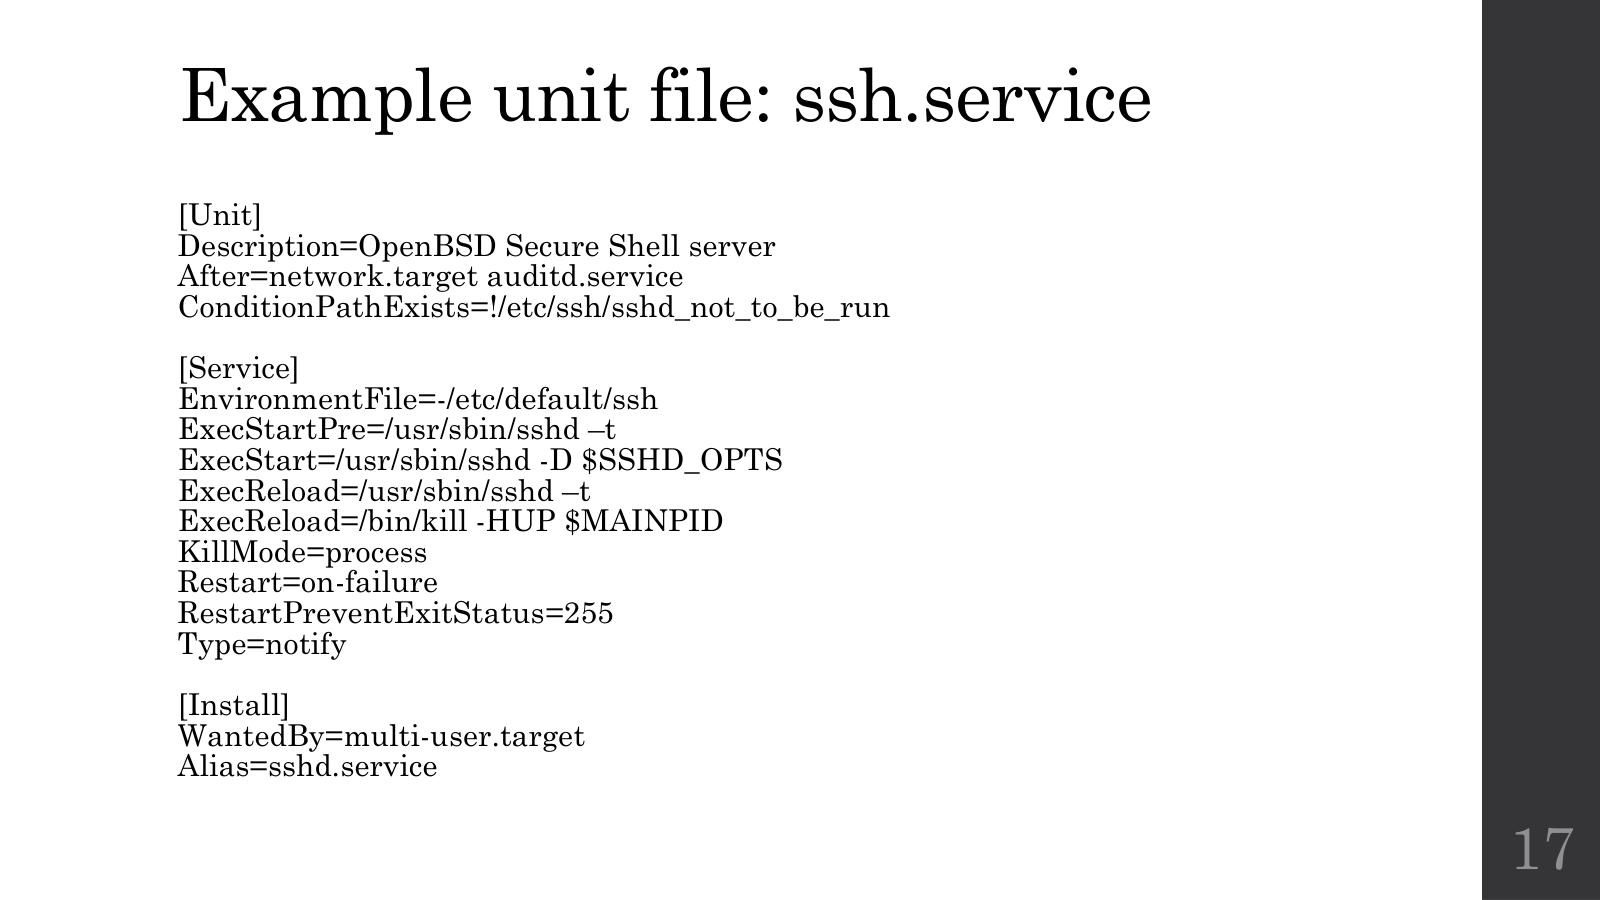 Example unit file: ssh.service
[Unit]
Description=OpenBSD Secure Shell server
After=network.target auditd.service
ConditionPathExists=!/etc/ssh/sshd_not_to_be_run
[Service]
EnvironmentFile=-/etc/default/ssh
ExecStartPre=/usr/sbin/sshd –t
ExecStart=/usr/sbin/sshd -D $SSHD_OPTS
ExecReload=/usr/sbin/sshd –t
ExecReload=/bin/kill -HUP $MAINPID
KillMode=process
Restart=on-failure
RestartPreventExitStatus=255
Type=notify
[Install]
WantedBy=multi-user.target
Alias=sshd.service
17